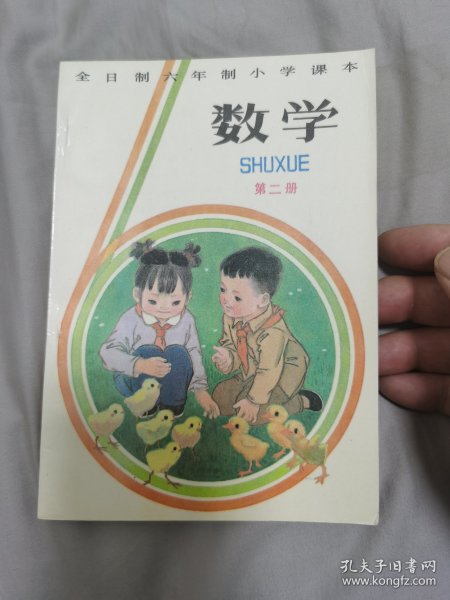 全日制六年制小学课本
数学
SHUXUE
第二册
孔夫子旧书网
www.kongfz.com